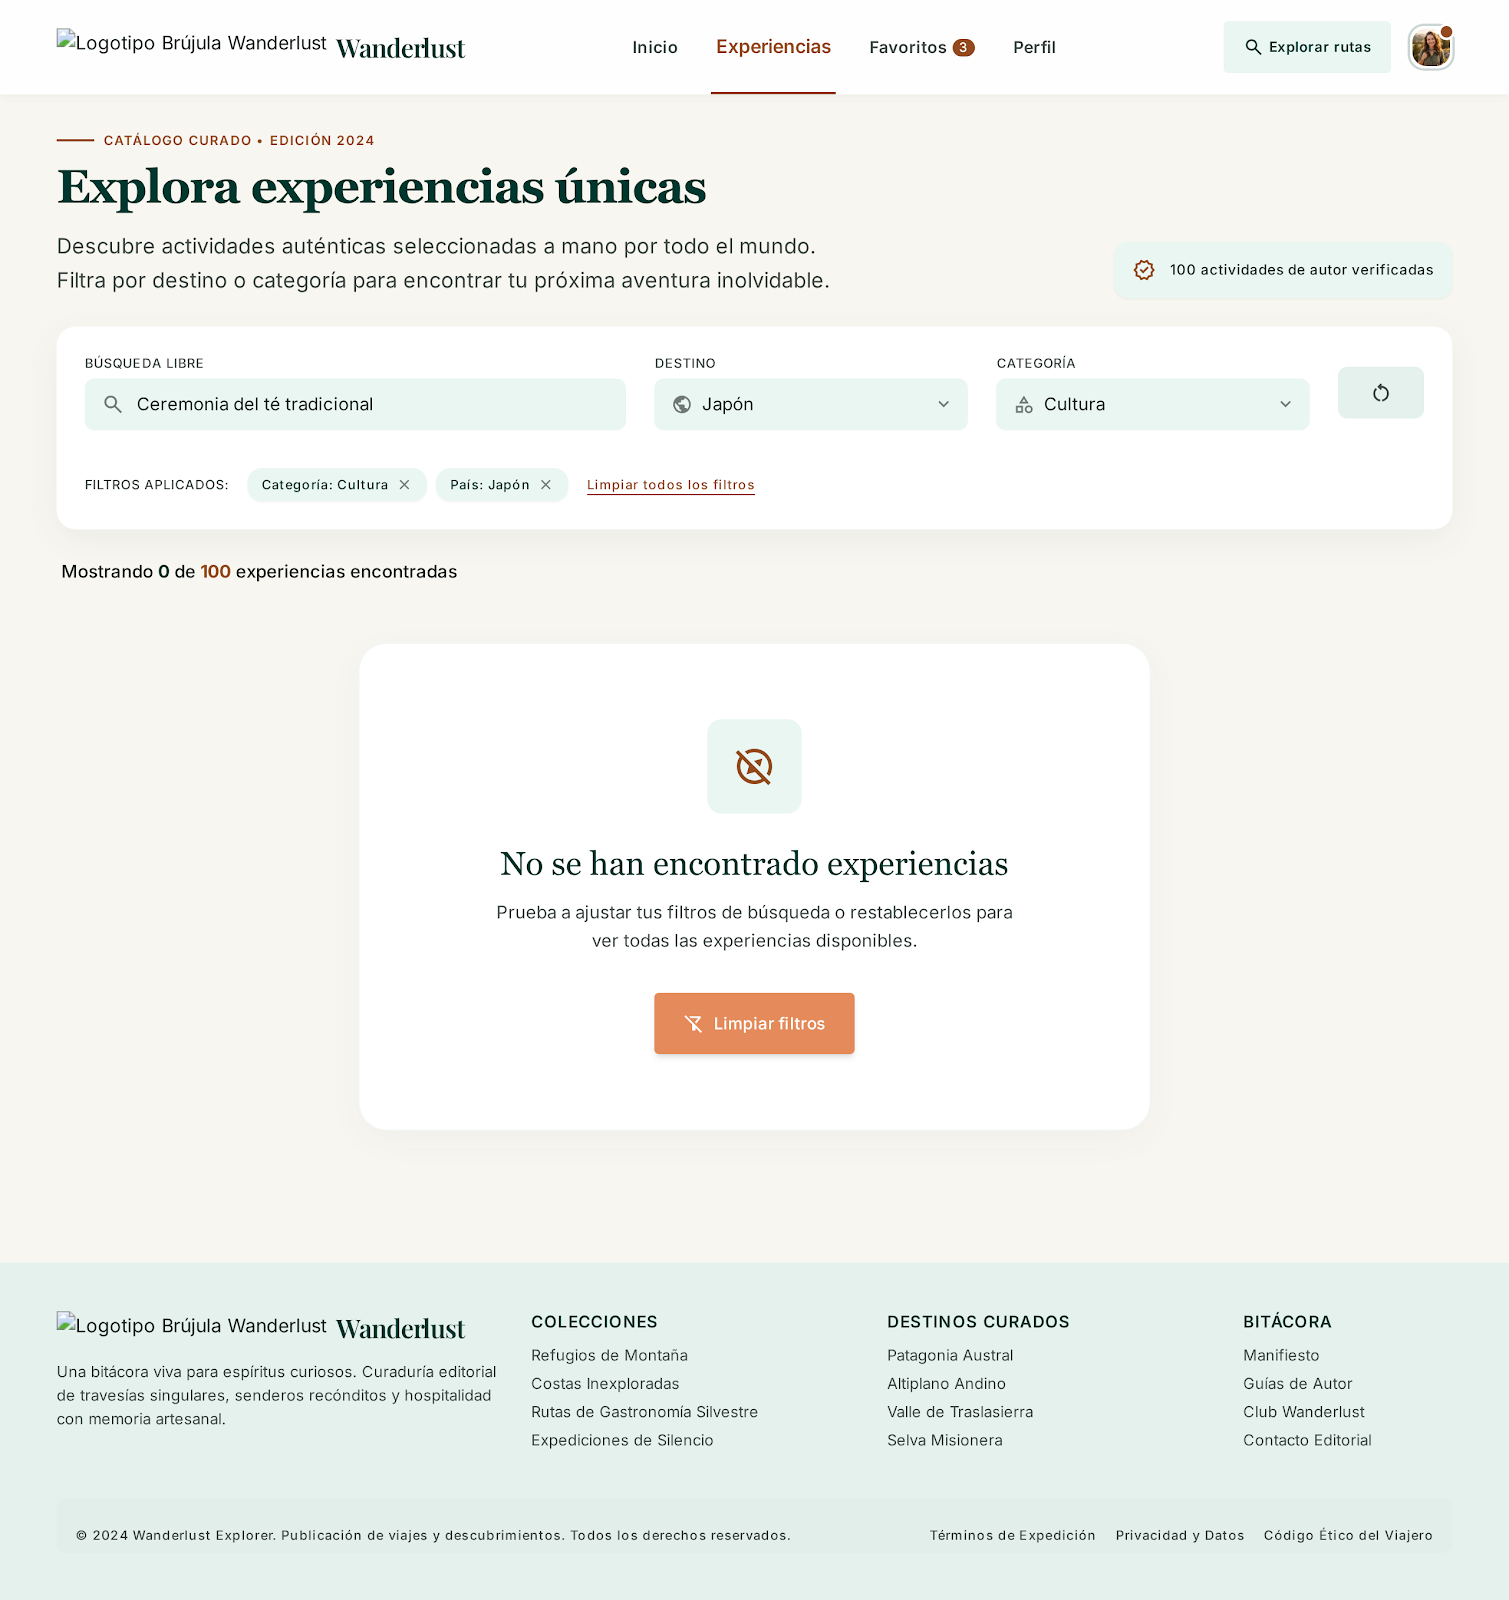 Logotipo Brújula Wanderlust Wanderlust
Inicio
Experiencias
Favoritos 3
Perfil
Explorar rutas
CATÁLOGO CURADO • EDICIÓN 2024
Explora experiencias únicas
Descubre actividades auténticas seleccionadas a mano por todo el mundo.
Filtra por destino o categoría para encontrar tu próxima aventura inolvidable.
100 actividades de autor verificadas
BÚSQUEDA LIBRE
Ceremonia del té tradicional
DESTINO
Japón
CATEGORÍA
Cultura
FILTROS APLICADOS:
Categoría: Cultura
País: Japón
Limpiar todos los filtros
Mostrando 0 de 100 experiencias encontradas
No se han encontrado experiencias
Prueba a ajustar tus filtros de búsqueda o restablecerlos para
ver todas las experiencias disponibles.
Limpiar filtros
Logotipo Brújula Wanderlust Wanderlust
Una bitácora viva para espíritus curiosos. Curaduría editorial
de travesías singulares, senderos recónditos y hospitalidad
con memoria artesanal.
COLECCIONES
Refugios de Montaña
Costas Inexploradas
Rutas de Gastronomía Silvestre
Expediciones de Silencio
DESTINOS CURADOS
Patagonia Austral
Altiplano Andino
Valle de Traslasierra
Selva Misionera
BITÁCORA
Manifiesto
Guías de Autor
Club Wanderlust
Contacto Editorial
© 2024 Wanderlust Explorer. Publicación de viajes y descubrimientos. Todos los derechos reservados.
Términos de Expedición
Privacidad y Datos
Código Ético del Viajero